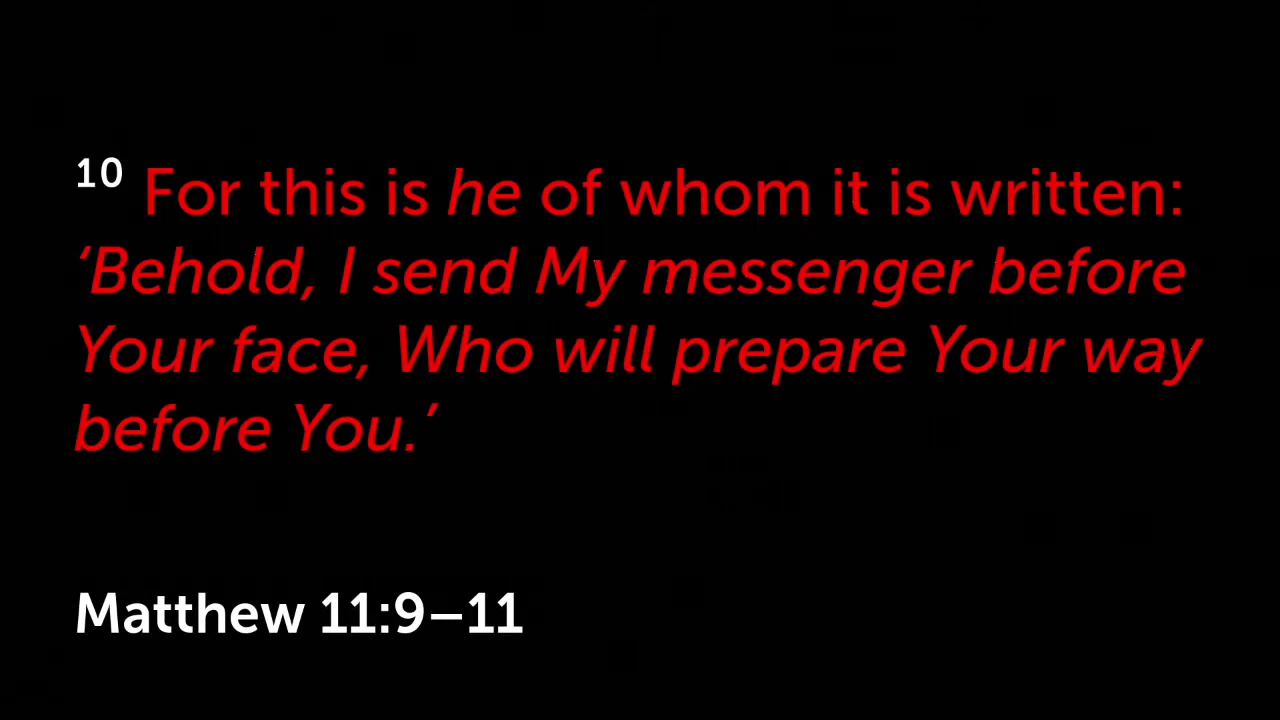 10 For this is he of whom it is written:
‘Behold, I send My messenger before
Your face, Who will prepare Your way
before You.’
Matthew 11:9–11